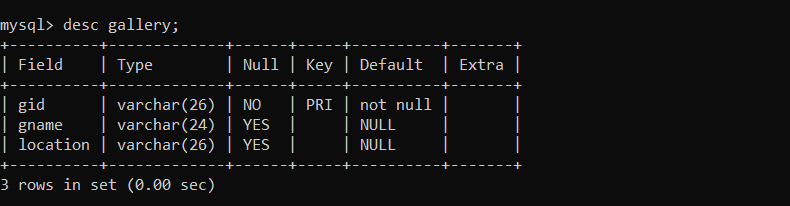 mysql> desc gallery;
+----------+-------------+------+-----+----------+-------+
| Field    | Type        | Null | Key | Default  | Extra |
+----------+-------------+------+-----+----------+-------+
| gid      | varchar(26) | NO   | PRI | not null |       |
| gname    | varchar(24) | YES  |     | NULL     |       |
| location | varchar(26) | YES  |     | NULL     |       |
+----------+-------------+------+-----+----------+-------+
3 rows in set (0.00 sec)